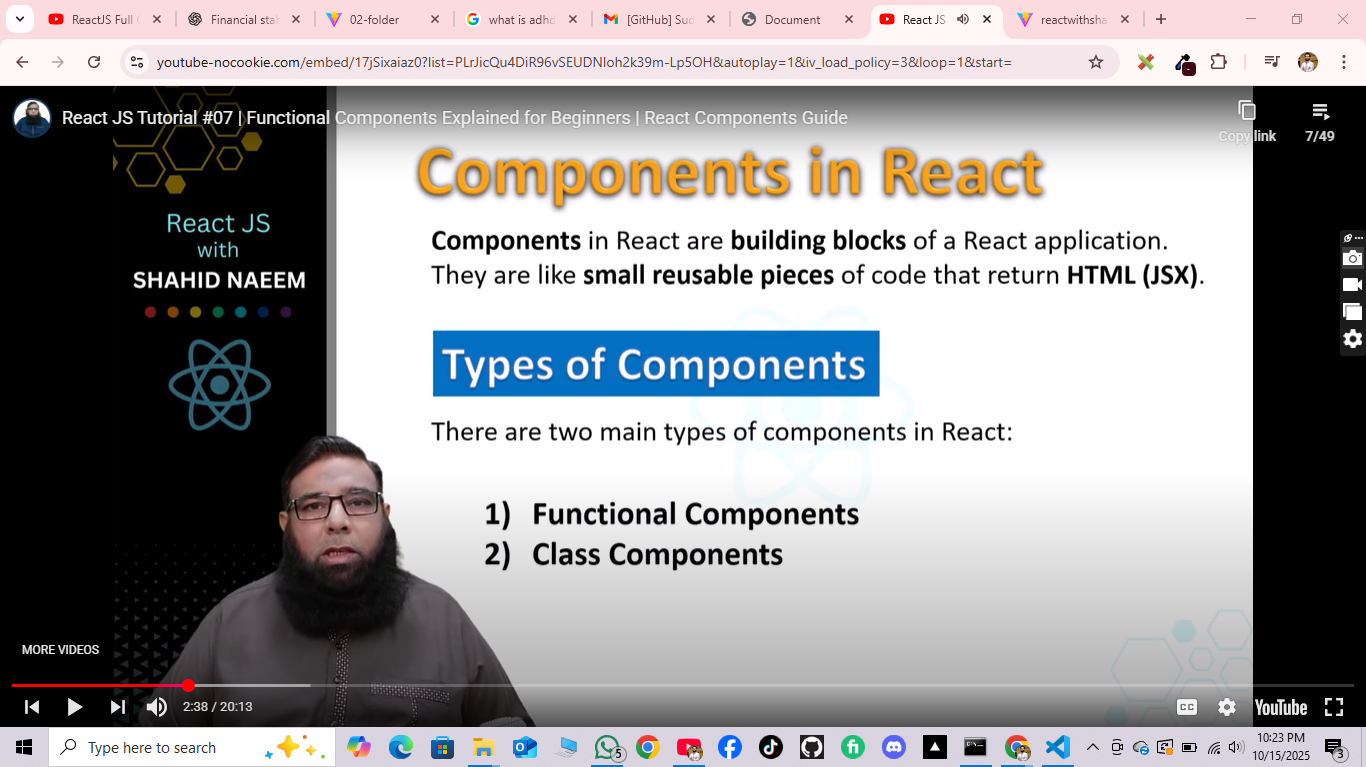 ReactJS Full C
Financial stal
02-folder
what is adhd
[GitHub] Sud
Document
React JS
reactwithsha
youtube-nocookie.com/embed/17jSixaiaz0?list=PLrJicQu4DiR96vSEUDNIoh2k39m-Lp5OH&autoplay=1&iv_load_policy=3&loop=1&start=
React JS Tutorial #07 | Functional Components Explained for Beginners | React Components Guide
Copy link
7/49
Components in React
React JS
with
SHAHID NAEEM
Components in React are building blocks of a React application.
They are like small reusable pieces of code that return HTML (JSX).
Types of Components
There are two main types of components in React:
1) Functional Components
2) Class Components
MORE VIDEOS
2:38 / 20:13
CC
YouTube
Type here to search
5
10:23 PM
10/15/2025
3